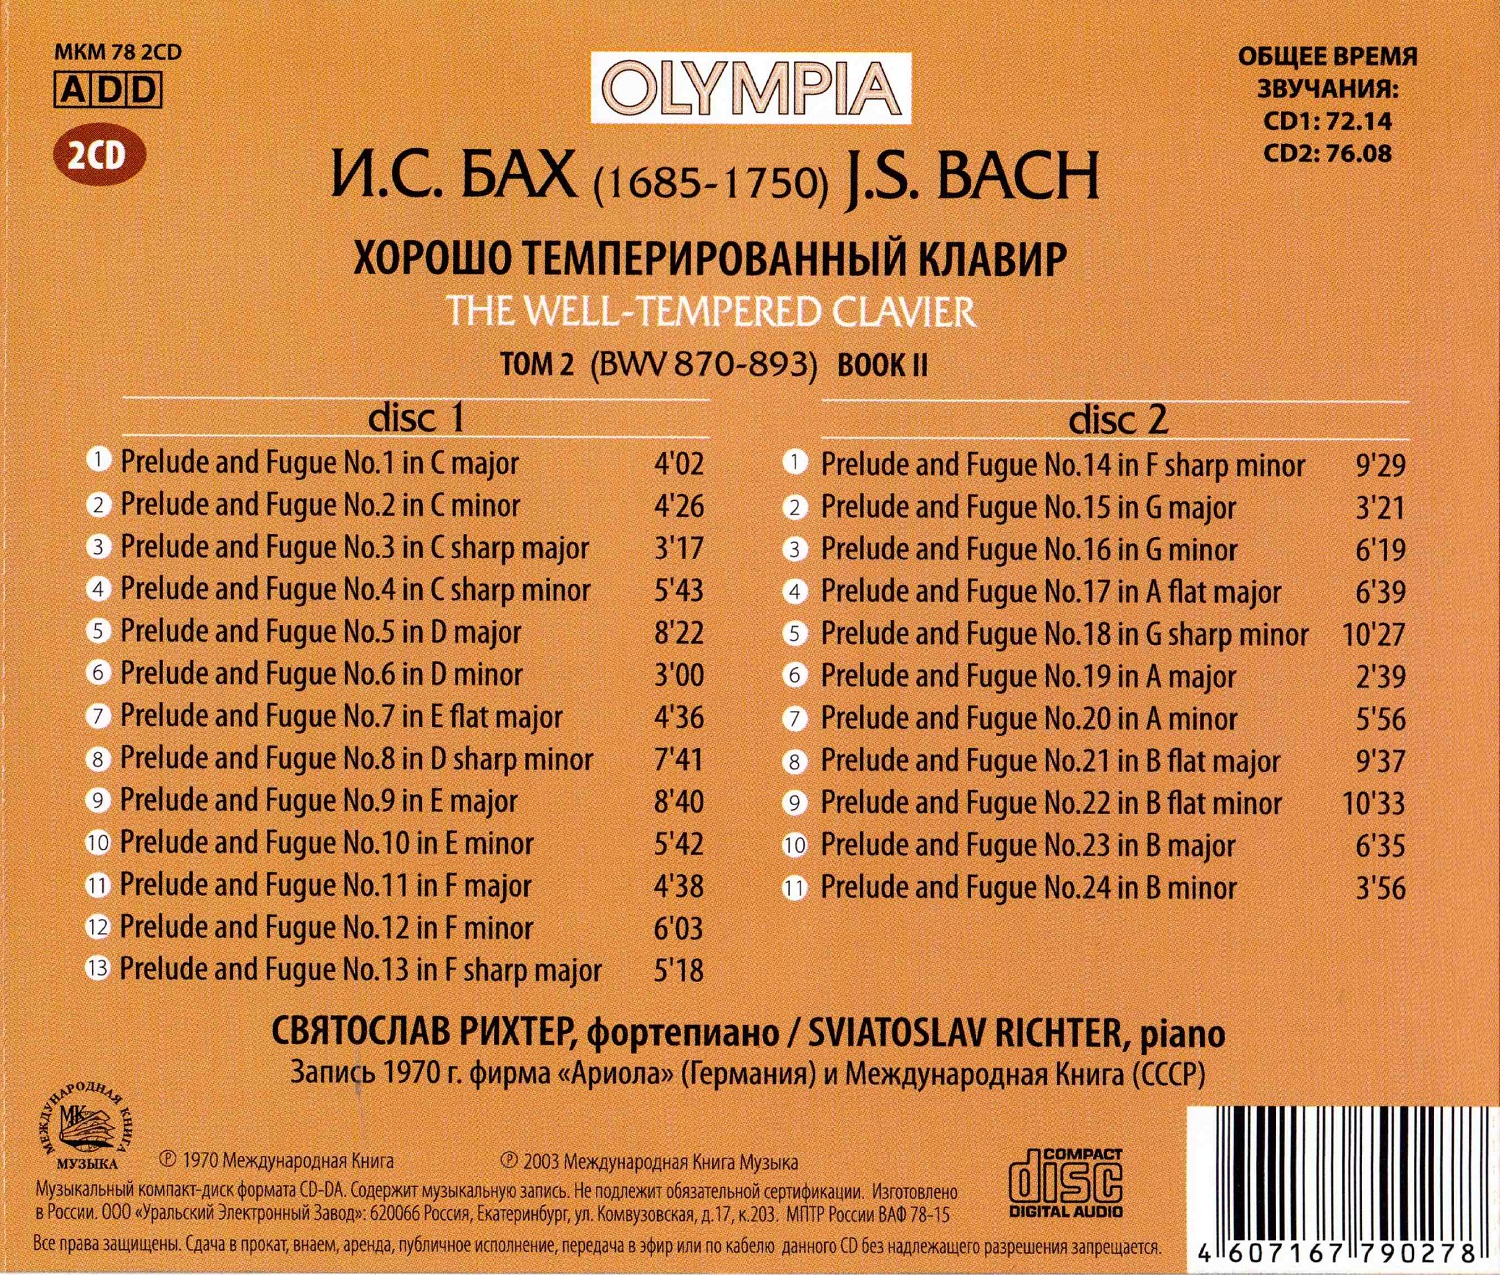 МКМ 78 2CD
ADD
2CD
OLYMPIA
ОБЩЕЕ ВРЕМЯ
ЗВУЧАНИЯ:
CD1: 72.14
CD2: 76.08
И.С. БАХ (1685-1750) J.S. BACH
ХОРОШО ТЕМПЕРИРОВАННЫЙ КЛАВИР
THE WELL-TEMPERED CLAVIER
ТОМ 2 (BWV 870-893) BOOK II
disc 1
1 Prelude and Fugue No.1 in C major 4'02
2 Prelude and Fugue No.2 in C minor 4'26
3 Prelude and Fugue No.3 in C sharp major 3'17
4 Prelude and Fugue No.4 in C sharp minor 5'43
5 Prelude and Fugue No.5 in D major 8'22
6 Prelude and Fugue No.6 in D minor 3'00
7 Prelude and Fugue No.7 in E flat major 4'36
8 Prelude and Fugue No.8 in D sharp minor 7'41
9 Prelude and Fugue No.9 in E major 8'40
10 Prelude and Fugue No.10 in E minor 5'42
11 Prelude and Fugue No.11 in F major 4'38
12 Prelude and Fugue No.12 in F minor 6'03
13 Prelude and Fugue No.13 in F sharp major 5'18
disc 2
1 Prelude and Fugue No.14 in F sharp minor 9'29
2 Prelude and Fugue No.15 in G major 3'21
3 Prelude and Fugue No.16 in G minor 6'19
4 Prelude and Fugue No.17 in A flat major 6'39
5 Prelude and Fugue No.18 in G sharp minor 10'27
6 Prelude and Fugue No.19 in A major 2'39
7 Prelude and Fugue No.20 in A minor 5'56
8 Prelude and Fugue No.21 in B flat major 9'37
9 Prelude and Fugue No.22 in B flat minor 10'33
10 Prelude and Fugue No.23 in B major 6'35
11 Prelude and Fugue No.24 in B minor 3'56
СВЯТОСЛАВ РИХТЕР, фортепиано / SVIATOSLAV RICHTER, piano
Запись 1970 г. фирма «Ариола» (Германия) и Международная Книга (СССР)
МЕЖДУНАРОДНАЯ КНИГА
МК
МУЗЫКА
℗ 1970 Международная Книга
℗ 2003 Международная Книга Музыка
COMPACT
disc
DIGITAL AUDIO
Музыкальный компакт-диск формата CD-DA. Содержит музыкальную запись. Не подлежит обязательной сертификации. Изготовлено
в России. ООО «Уральский Электронный Завод»: 620066 Россия, Екатеринбург, ул. Комвузовская, д.17, к.203. МПТР России ВАФ 78-15
Все права защищены. Сдача в прокат, внаем, аренда, публичное исполнение, передача в эфир или по кабелю данного CD без надлежащего разрешения запрещается.
4 607167 790278